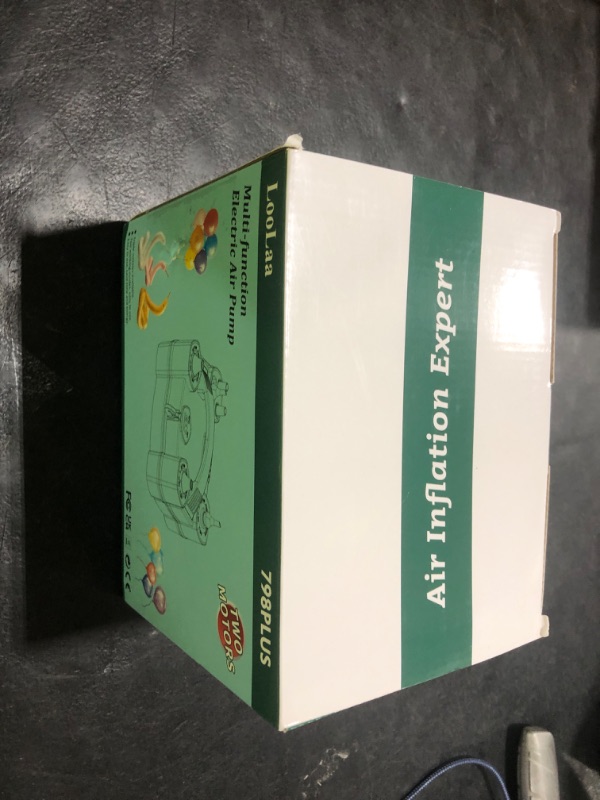 LooLaa
798PLUS
Multi-function
Electric Air Pump
TWO
MOTORS
FC CE
Air Inflation Expert